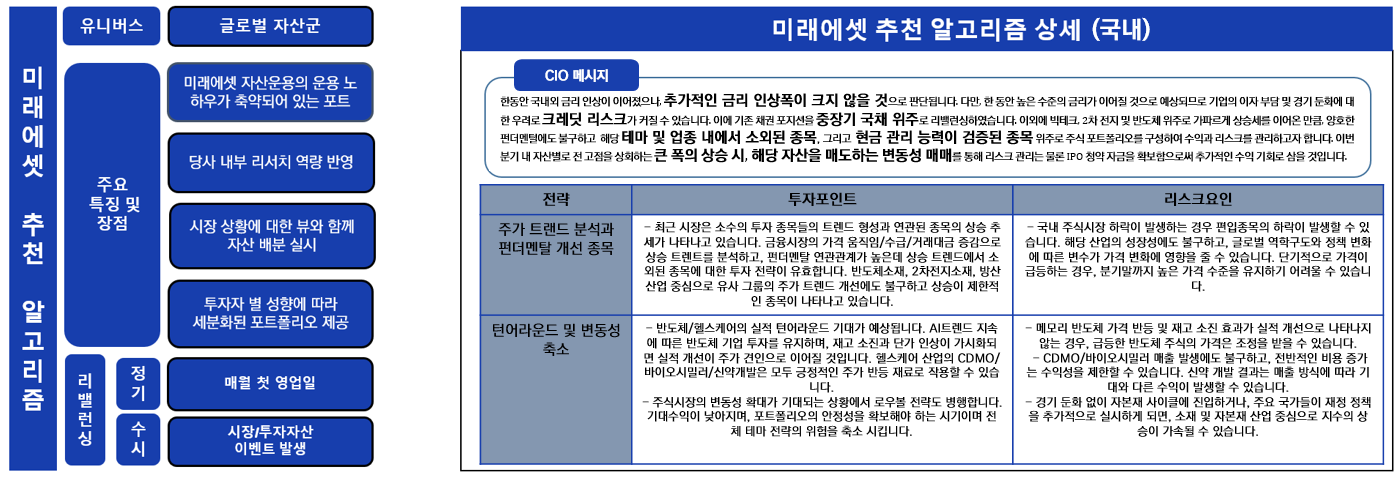 미래에셋 추천 알고리즘
유니버스
글로벌 자산군
주요
특징 및
장점
미래에셋 자산운용의 운용 노
하우가 축약되어 있는 포트
당사 내부 리서치 역량 반영
시장 상황에 대한 뷰와 함께
자산 배분 실시
투자자 별 성향에 따라
세분화된 포트폴리오 제공
리밸런싱
정기
매월 첫 영업일
수시
시장/투자자산
이벤트 발생
미래에셋 추천 알고리즘 상세 (국내)
CIO 메시지
한동안 국내외 금리 인상이 이어졌으나, 추가적인 금리 인상폭이 크지 않을 것으로 판단됩니다. 다만, 한 동안 높은 수준의 금리가 이어질 것으로 예상되므로 기업의 이자 부담 및 경기 둔화에 대
한 우려로 크레딧 리스크가 커질 수 있습니다. 이에 기존 채권 포지션을 중장기 국채 위주로 리밸런싱하였습니다. 이외에 빅테크, 2차 전지 및 반도체 위주로 가파르게 상승세를 이어온 만큼, 양호한
펀더멘털에도 불구하고, 해당 테마 및 업종 내에서 소외된 종목, 그리고 현금 관리 능력이 검증된 종목 위주로 주식 포트폴리오를 구성하여 수익과 리스크를 관리하고자 합니다. 이번
분기 내 자산별로 전 고점을 상회하는 큰 폭의 상승 시, 해당 자산을 매도하는 변동성 매매를 통해 리스크 관리는 물론 IPO 청약 자금을 확보함으로써 추가적인 수익 기회로 삼을 것입니다.
전략
투자포인트
리스크요인
주가 트랜드 분석과
펀더멘탈 개선 종목
- 최근 시장은 소수의 투자 종목들의 트렌드 형성과 연관된 종목의 상승 추
세가 나타나고 있습니다. 금융시장의 가격 움직임/수급/거래대금 증감으로
상승 트렌트를 분석하고, 펀더멘탈 연관관계가 높은데 상승 트렌드에서 소
외된 종목에 대한 투자 전략이 유효합니다. 반도체소재, 2차전지소재, 방산
산업 중심으로 유사 그룹의 주가 트렌드 개선에도 불구하고 상승이 제한적
인 종목이 나타나고 있습니다.
- 국내 주식시장 하락이 발생하는 경우 편입종목의 하락이 발생할 수 있
습니다. 해당 산업의 성장성에도 불구하고, 글로벌 역학구도와 정책 변화
에 따른 변수가 가격 변화에 영향을 줄 수 있습니다. 단기적으로 가격이
급등하는 경우, 분기말까지 높은 가격 수준을 유지하기 어려울 수 있습니
다.
턴어라운드 및 변동성
축소
- 반도체/헬스케어의 실적 턴어라운드 기대가 예상됩니다. AI트렌드 지속
에 따른 반도체 기업 투자를 유지하며, 재고 소진과 단가 인상이 가시화되
면 실적 개선이 주가 견인으로 이어질 것입니다. 헬스케어 산업의 CDMO/
바이오시밀러/신약개발은 모두 긍정적인 주가 반등 재료로 작용할 수 있습
니다.
- 주식시장의 변동성 확대가 기대되는 상황에서 로우볼 전략도 병행합니다.
기대수익이 낮아지며, 포트폴리오의 안정성을 확보해야 하는 시기이며 전
체 테마 전략의 위험을 축소 시킵니다.
- 메모리 반도체 가격 반등 및 재고 소진 효과가 실적 개선으로 나타나지
않는 경우, 급등한 반도체 주식의 가격은 조정을 받을 수 있습니다.
- CDMO/바이오시밀러 매출 발생에도 불구하고, 전반적인 비용 증가
는 수익성을 제한할 수 있습니다. 신약 개발 결과는 매출 방식에 따라 기
대와 다른 수익이 발생할 수 있습니다.
- 경기 둔화 없이 자본재 사이클에 진입하거나, 주요 국가들이 재정 정책
을 추가적으로 실시하게 되면, 소재 및 자본재 산업 중심으로 지수의 상
승이 가속될 수 있습니다.